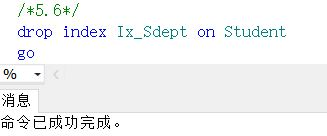 /*5.6*/
drop index Ix_Sdept on Student
go
%
消息
命令已成功完成。